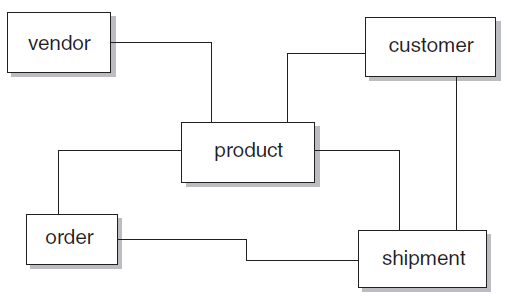 vendor
customer
product
order
shipment